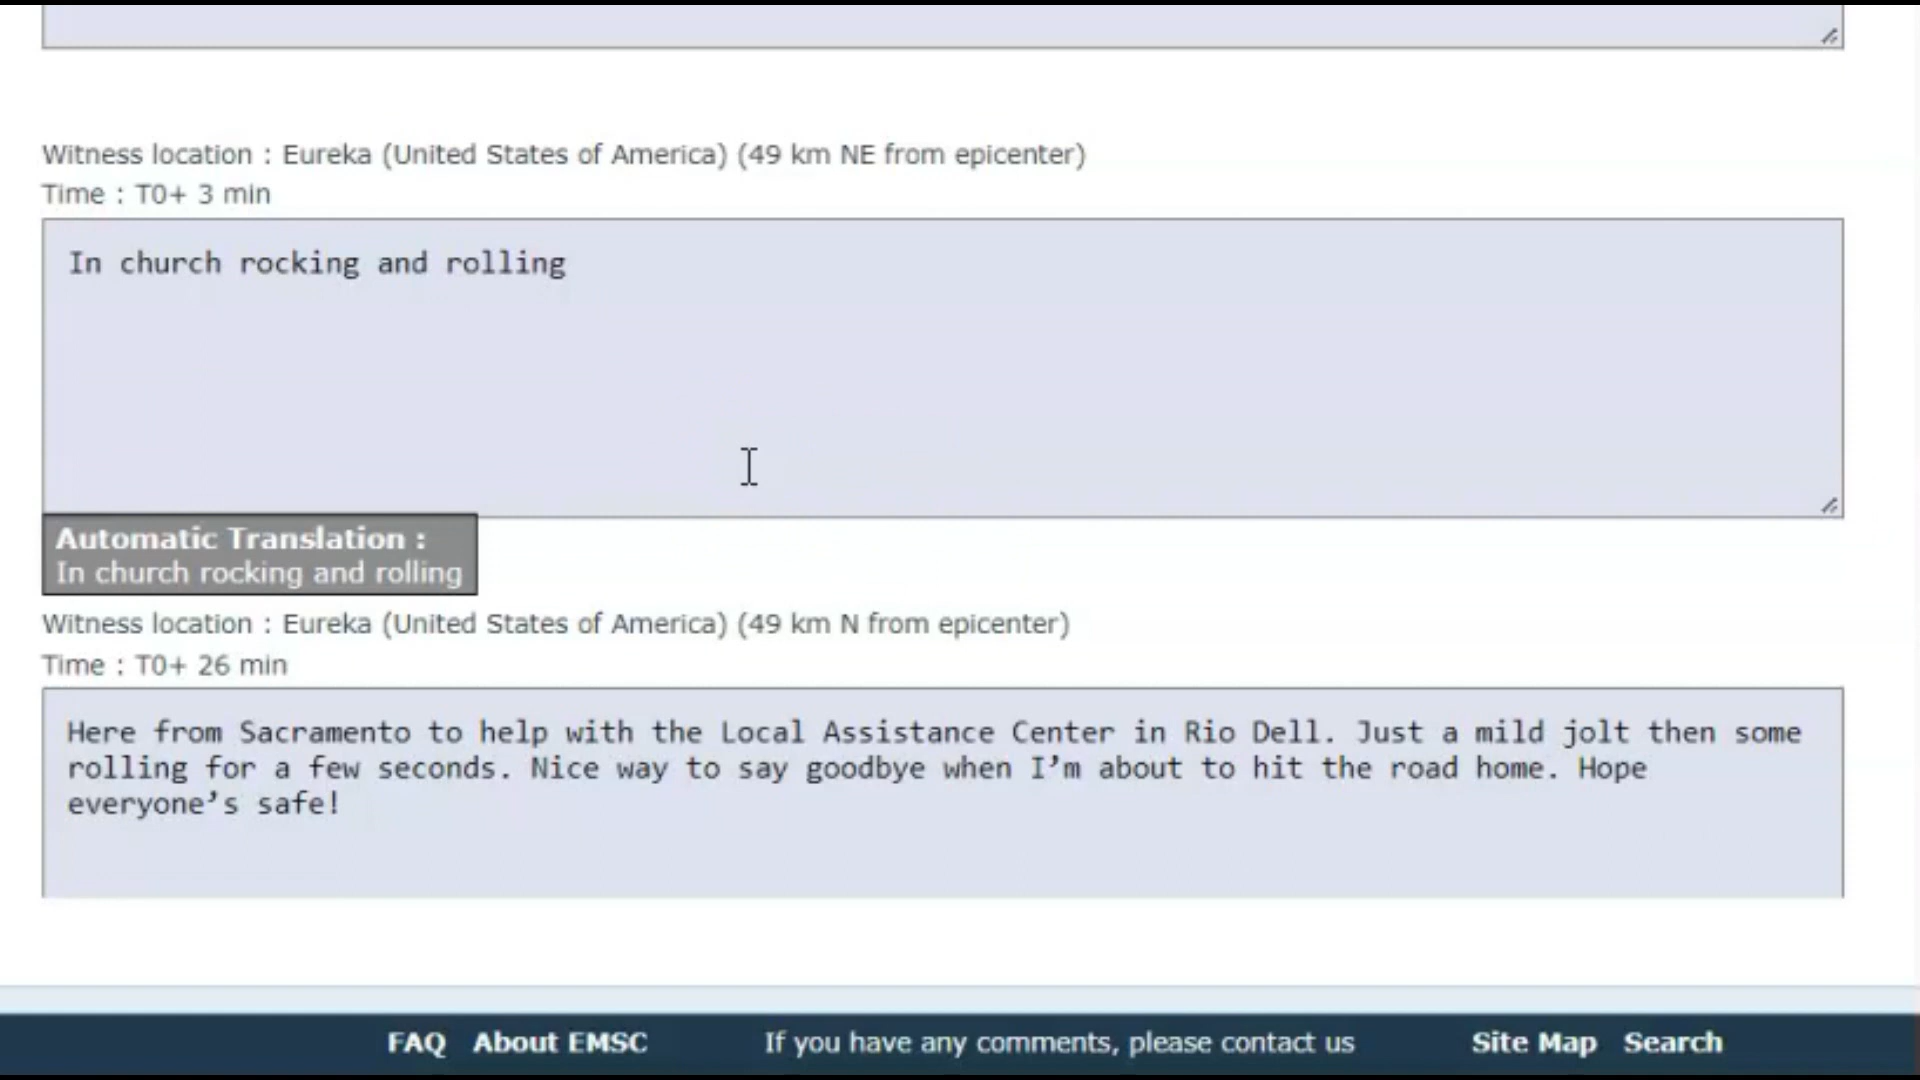 Witness location : Eureka (United States of America) (49 km NE from epicenter)
Time : T0+ 3 min
In church rocking and rolling
Automatic Translation :
In church rocking and rolling
Witness location : Eureka (United States of America) (49 km N from epicenter)
Time : T0+ 26 min
Here from Sacramento to help with the Local Assistance Center in Rio Dell. Just a mild jolt then some
rolling for a few seconds. Nice way to say goodbye when I’m about to hit the road home. Hope
everyone’s safe!
FAQ About EMSC If you have any comments, please contact us Site Map Search